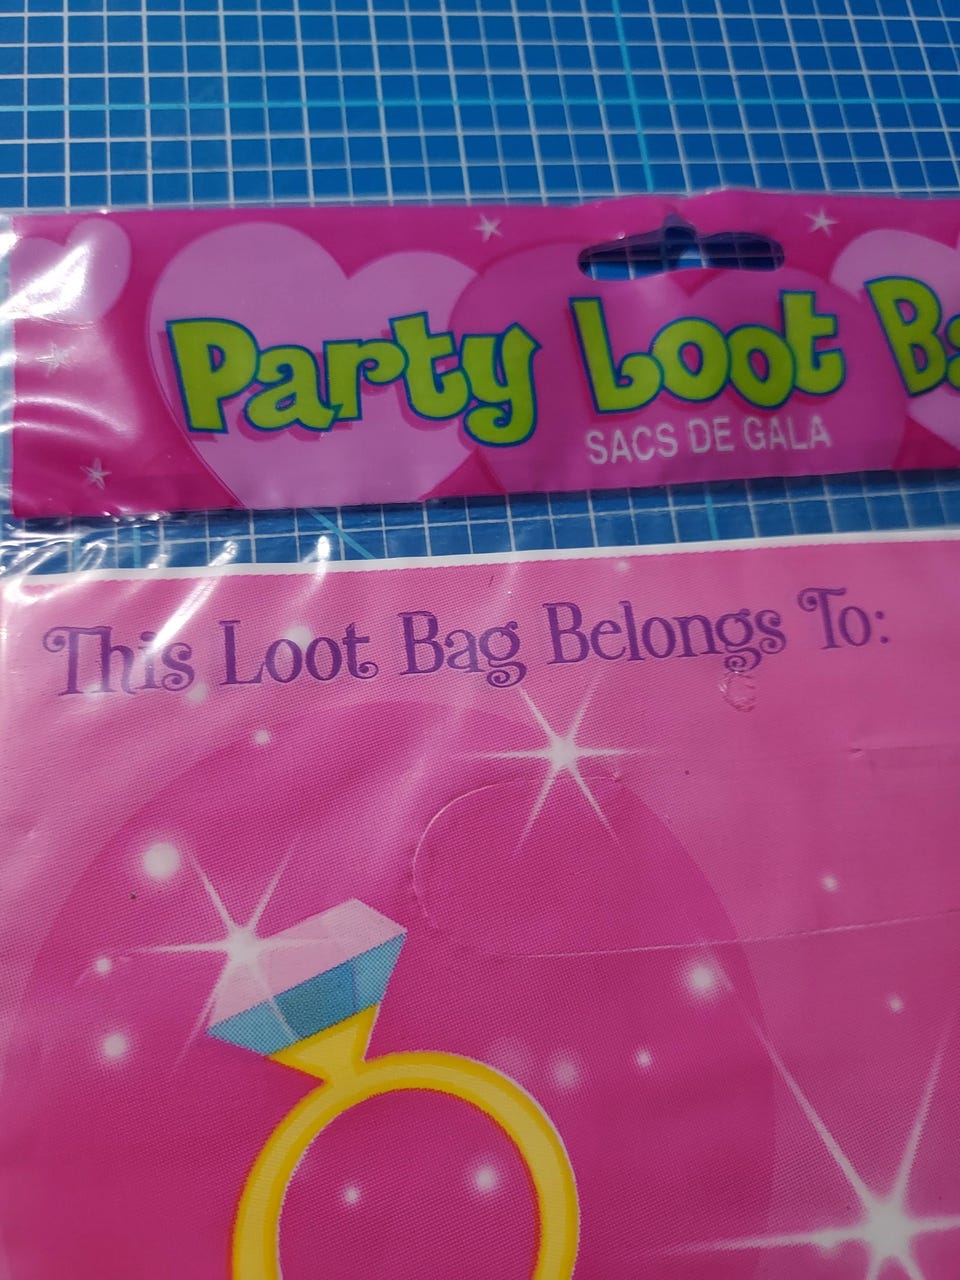 Party Loot
SACS DE GALA
This Loot Bag Belongs To: